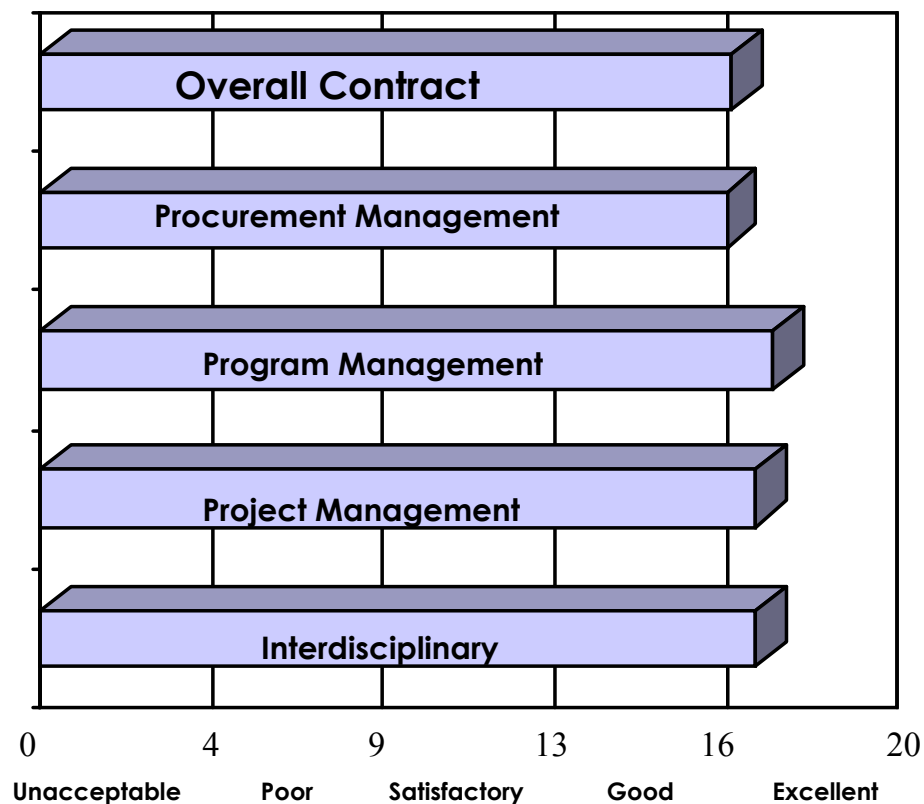 Overall Contract
Procurement Management
Program Management
Project Management
Interdisciplinary
0 4 9 13 16 20
Unacceptable Poor Satisfactory Good Excellent